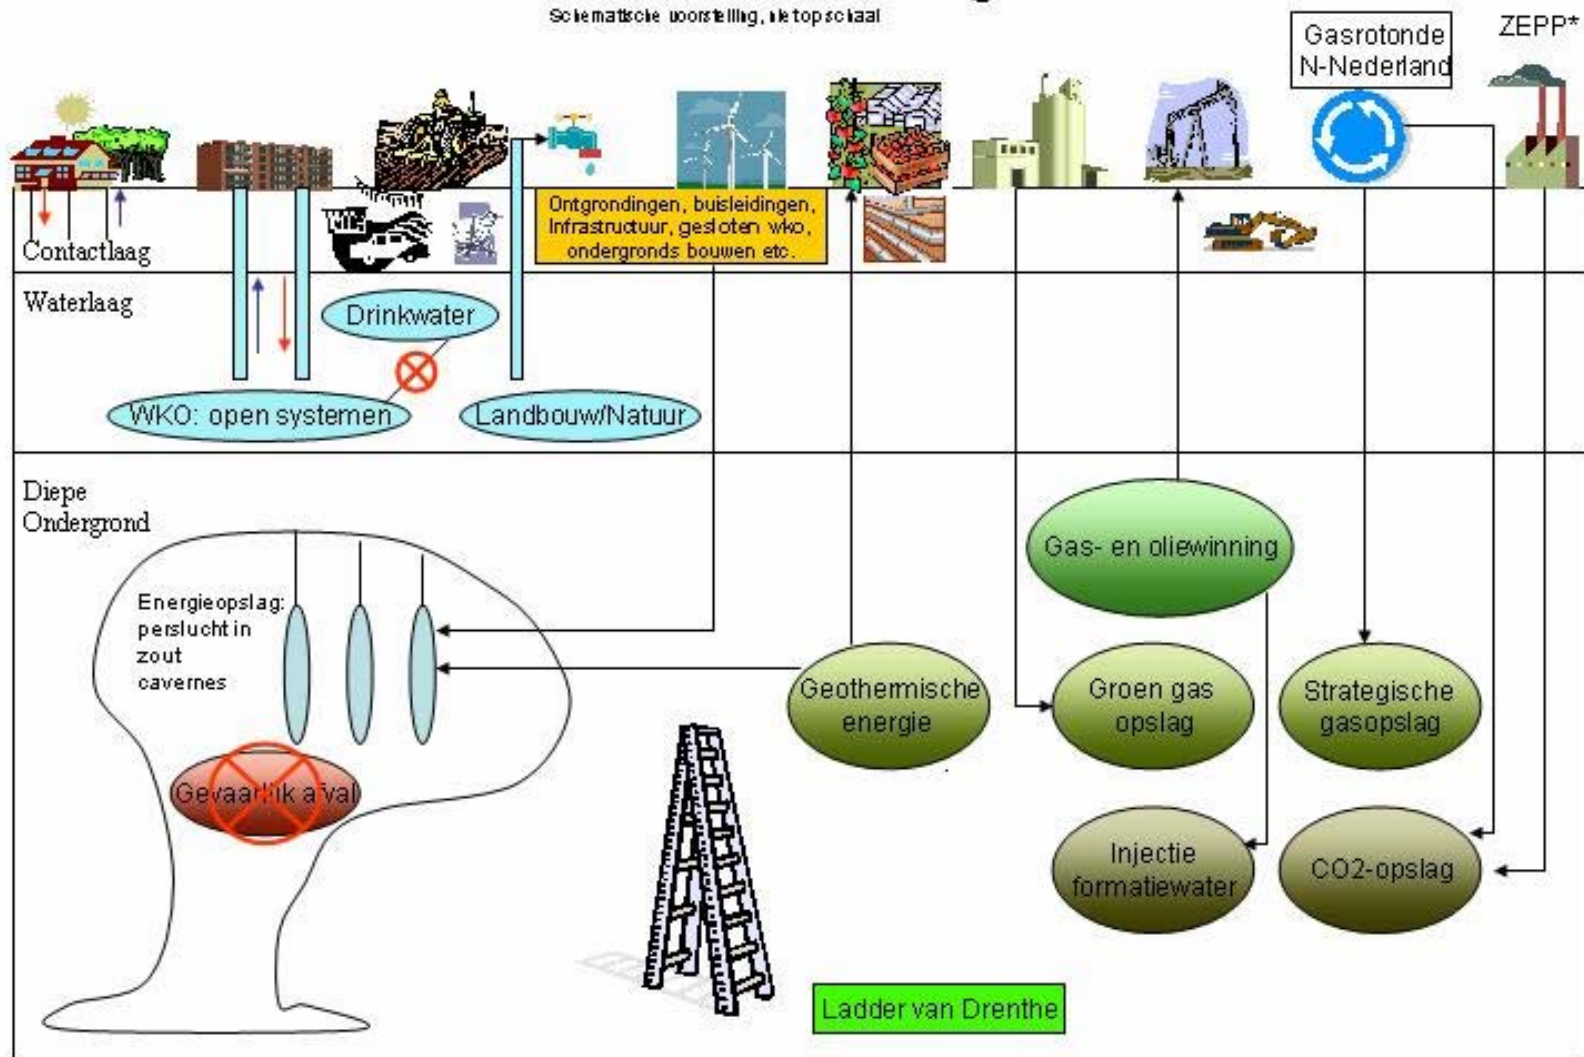 Schematische voorstelling, niet op schaal
Gasrotonde
N-Nederland
ZEPP*
Ontgrondingen, buisleidingen,
Infrastructuur, gesloten wko,
ondergronds bouwen etc.
Contactlaag
Waterlaag
Drinkwater
WKO: open systemen
Landbouw/Natuur
Diepe
Ondergrond
Gas- en oliewinning
Energieopslag:
perslucht in
zout
cavernes
Geothermische
energie
Groen gas
opslag
Strategische
gasopslag
Gevaarlijk afval
Injectie
formatiewater
CO2-opslag
Ladder van Drenthe